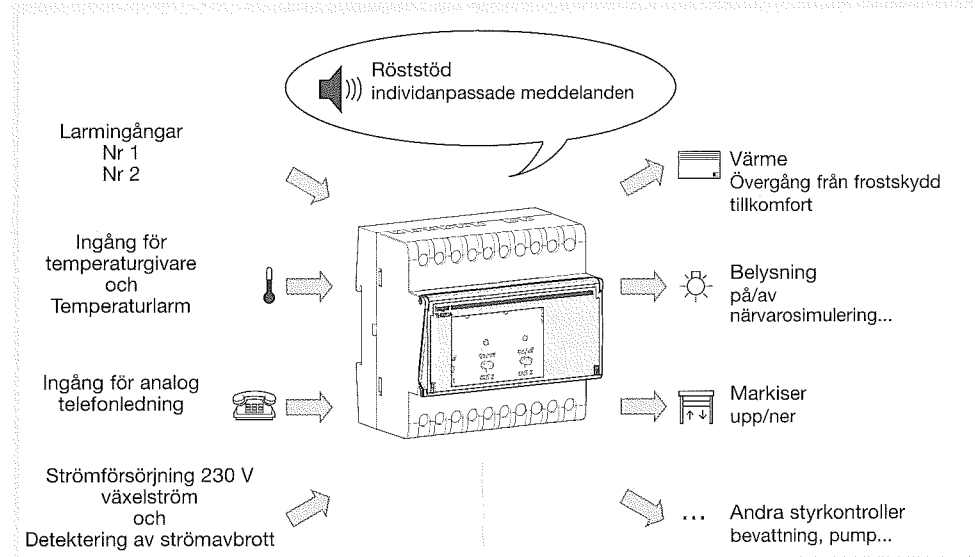 Röststöd
individanpassade meddelanden
Larmingångar
Nr 1
Nr 2
Ingång för
temperaturgivare
och
Temperaturlarm
Ingång för analog
telefonledning
Strömförsörjning 230 V
växelström
och
Detektering av strömavbrott
Värme
Övergång från frostskydd
tillkomfort
Belysning
på/av
närvarosimulering...
Markiser
upp/ner
... Andra styrkontroller
bevattning, pump...